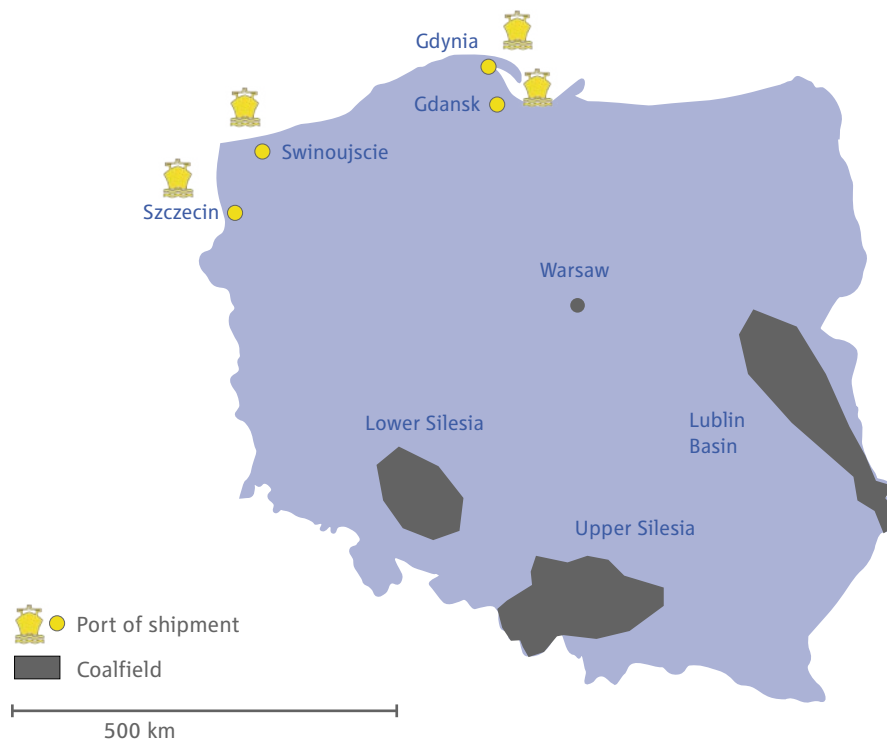 Gdynia
Gdansk
Swinoujscie
Szczecin
Warsaw
Lower Silesia
Lublin
Basin
Upper Silesia
Port of shipment
Coalfield
500 km